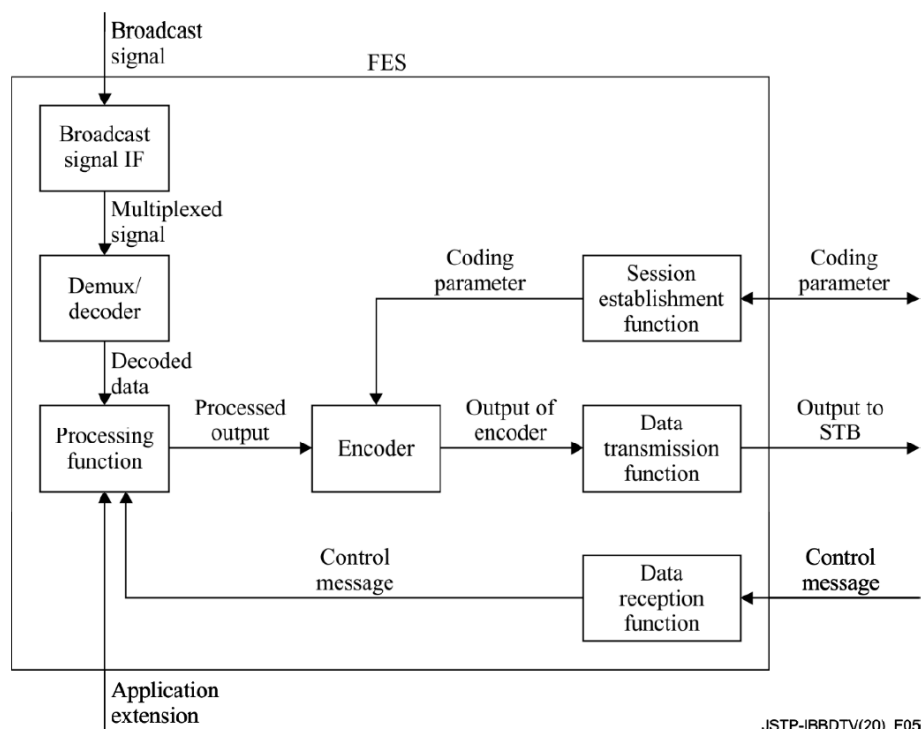 Broadcast
signal
FES
Broadcast
signal IF
Multiplexed
signal
Demux/
decoder
Coding
parameter
Session
establishment
function
Coding
parameter
Decoded
data
Processing
function
Processed
output
Encoder
Output of
encoder
Data
transmission
function
Output to
STB
Control
message
Data
reception
function
Control
message
Application
extension
JSTP-IBBDTV(20)_F05